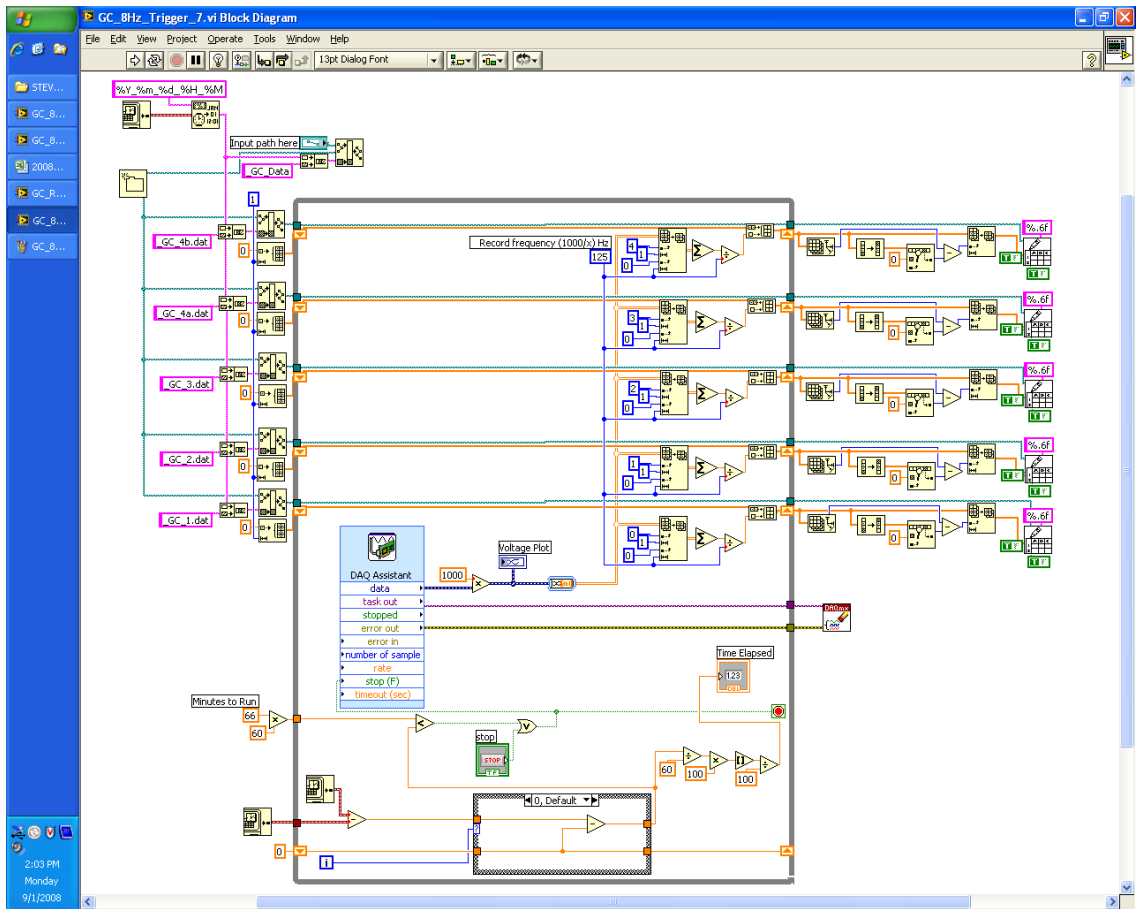 GC_8Hz_Trigger_7.vi Block Diagram
File Edit View Project Operate Tools Window Help
13pt Dialog Font
STEV...
GC_8...
GC_8...
2008...
GC_R...
GC_8...
GC_8...
%Y_%m_%d_%H_%M
Input path here
_GC_Data
1
_GC_4b.dat
0
Record frequency (1000/x) Hz
125
4
1
0
0
%.6f
T
_GC_4a.dat
0
3
1
0
0
%.6f
T
_GC_3.dat
0
2
1
0
0
%.6f
T
_GC_2.dat
0
1
1
0
0
%.6f
T
_GC_1.dat
0
0
1
0
0
%.6f
T
DAQ Assistant
data
task out
stopped
error out
error in
number of sample
rate
stop (F)
timeout (sec)
1000
Voltage Plot
DAQmx
Time Elapsed
1.23
DBL
Minutes to Run
66
60
stop
STOP
TF
60
100
100
0, Default
0
i
2:03 PM
Monday
9/1/2008